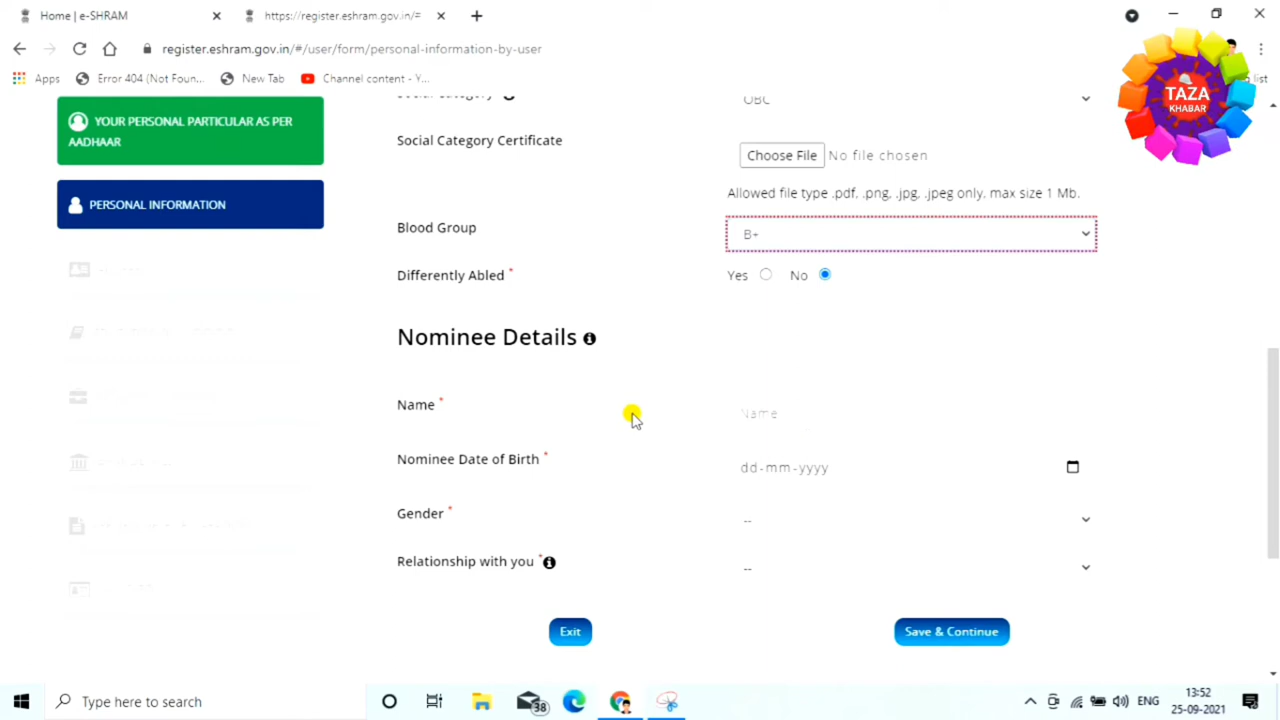 Home | e-SHRAM
https://register.eshram.gov.in/#
register.eshram.gov.in/#/user/form/personal-information-by-user
Apps
Error 404 (Not Foun...
New Tab
Channel content - Y...
TAZA
KHABAR
YOUR PERSONAL PARTICULAR AS PER
AADHAAR
PERSONAL INFORMATION
Social Category
OBC
Social Category Certificate
Choose File No file chosen
Allowed file type .pdf, .png, .jpg, .jpeg only. max size 1 Mb.
Blood Group
B+
Differently Abled *
Yes No
Nominee Details
Name *
Name
Nominee Date of Birth *
dd-mm-yyyy
Gender *
--
Relationship with you *
--
Exit
Save & Continue
Type here to search
38
ENG
13:52
25-09-2021